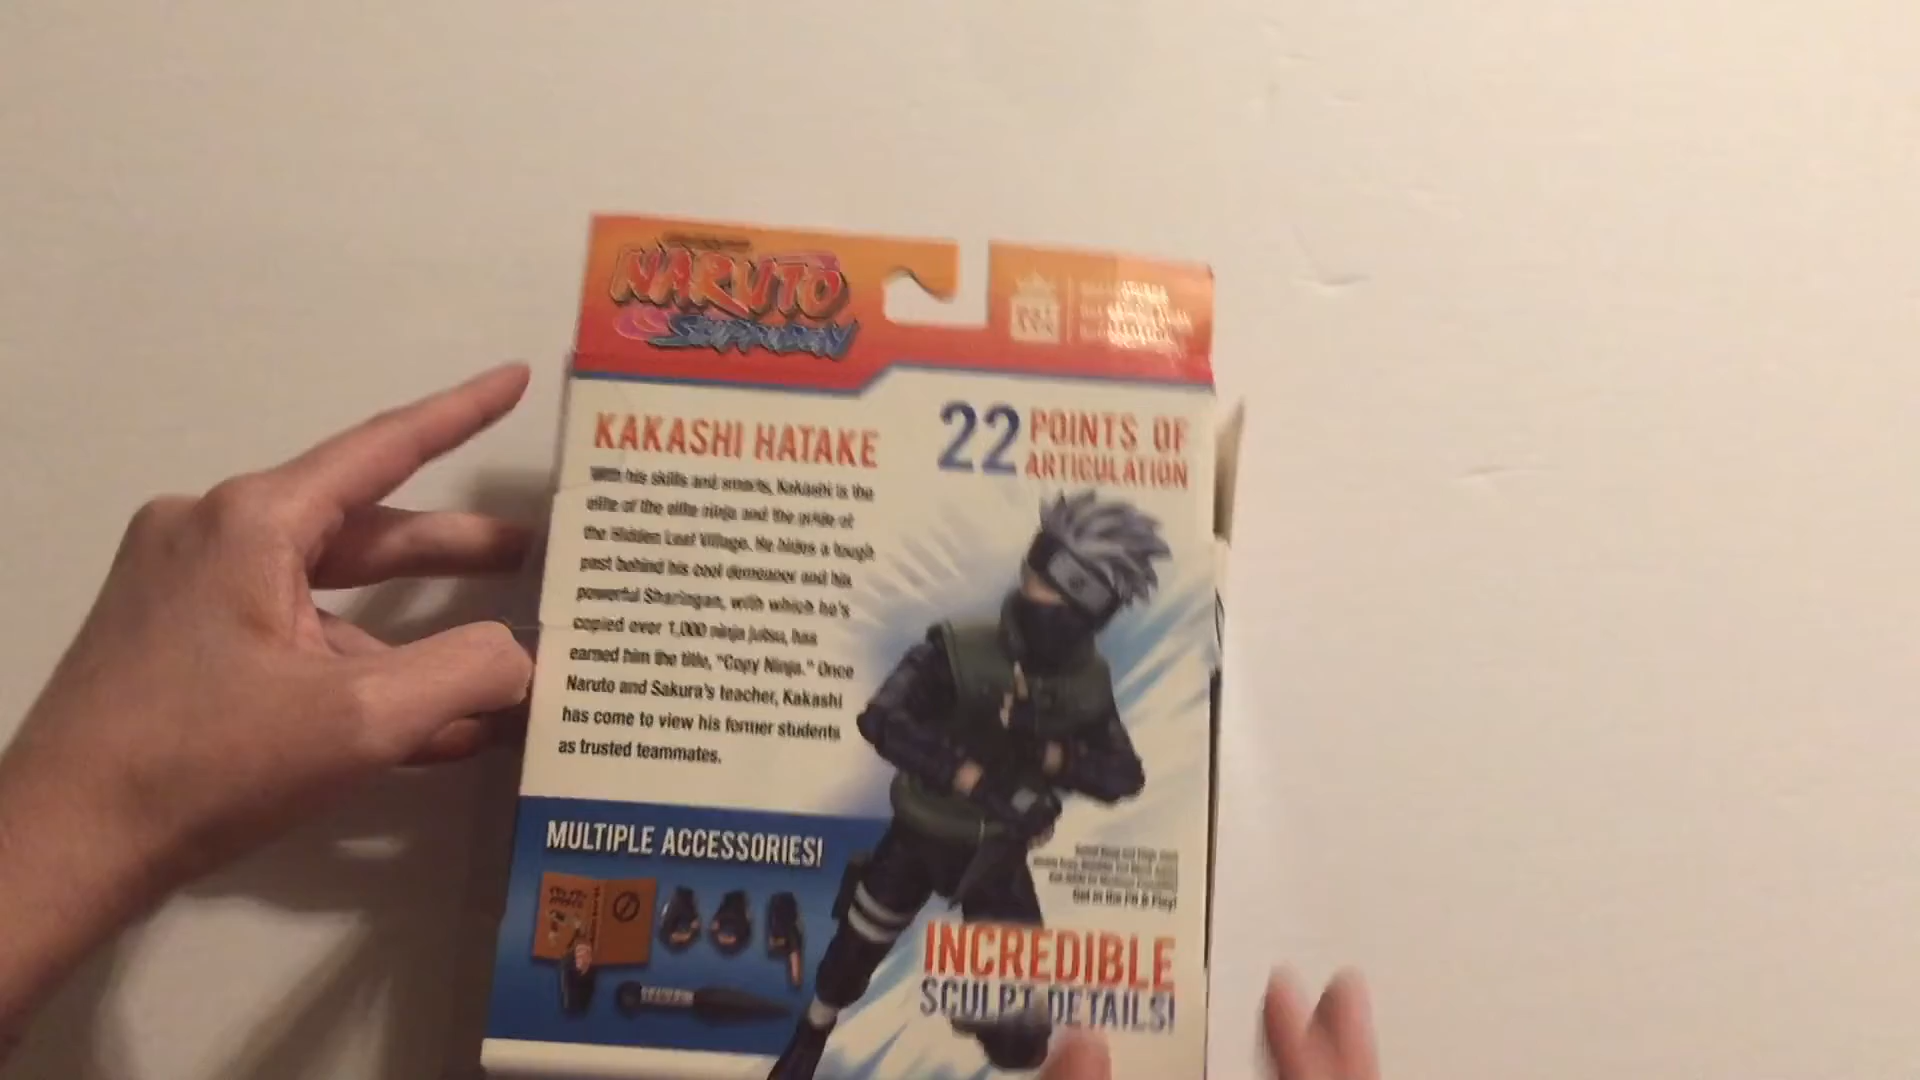 NARUTO
SHIPPUDEN
KAKASHI HATAKE
With his skills and smarts, Kakashi is the
elite of the elite ninja and the pride of
the Hidden Leaf Village. He hides a tough
past behind his cool demeanor and his
powerful Sharingan, with which he's
copied over 1,000 ninja jutsu, has
earned him the title, "Copy Ninja." Once
Naruto and Sakura's teacher, Kakashi
has come to view his former students
as trusted teammates.
22 POINTS OF
ARTICULATION
MULTIPLE ACCESSORIES!
INCREDIBLE
SCULPT DETAILS!